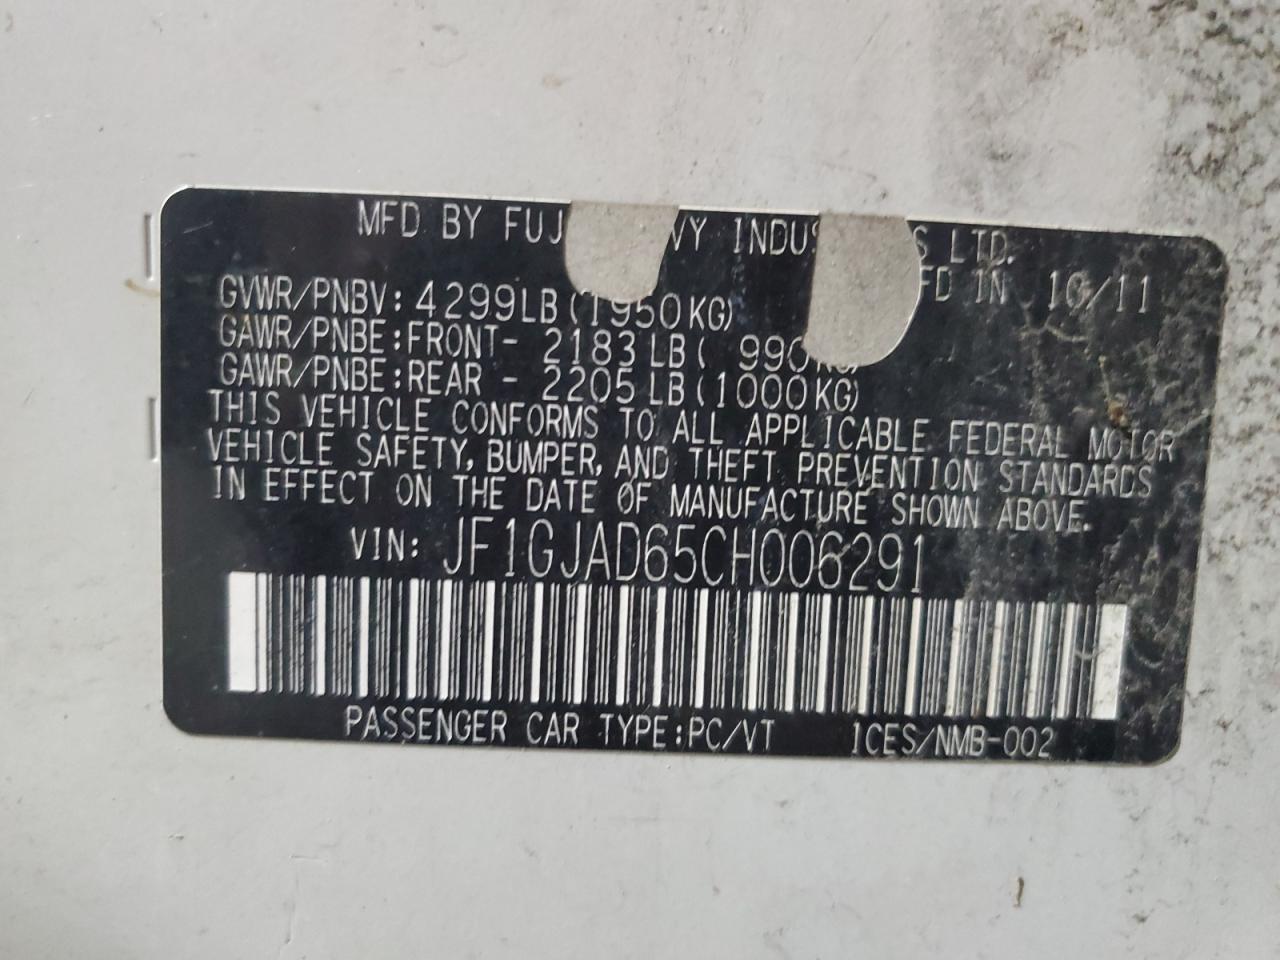 MFD BY FUJ VY INDUS S LTD.
FD IN 10/11
GVWR/PNBV: 4299LB (1950KG)
GAWR/PNBE:FRONT- 2183LB( 990KG)
GAWR/PNBE:REAR - 2205LB(1000KG)
THIS VEHICLE CONFORMS TO ALL APPLICABLE FEDERAL MOTOR
VEHICLE SAFETY, BUMPER, AND THEFT PREVENTION STANDARDS
IN EFFECT ON THE DATE OF MANUFACTURE SHOWN ABOVE.
VIN: JF1GJAD65CH006291
PASSENGER CAR TYPE:PC/VT ICES/NMB-002